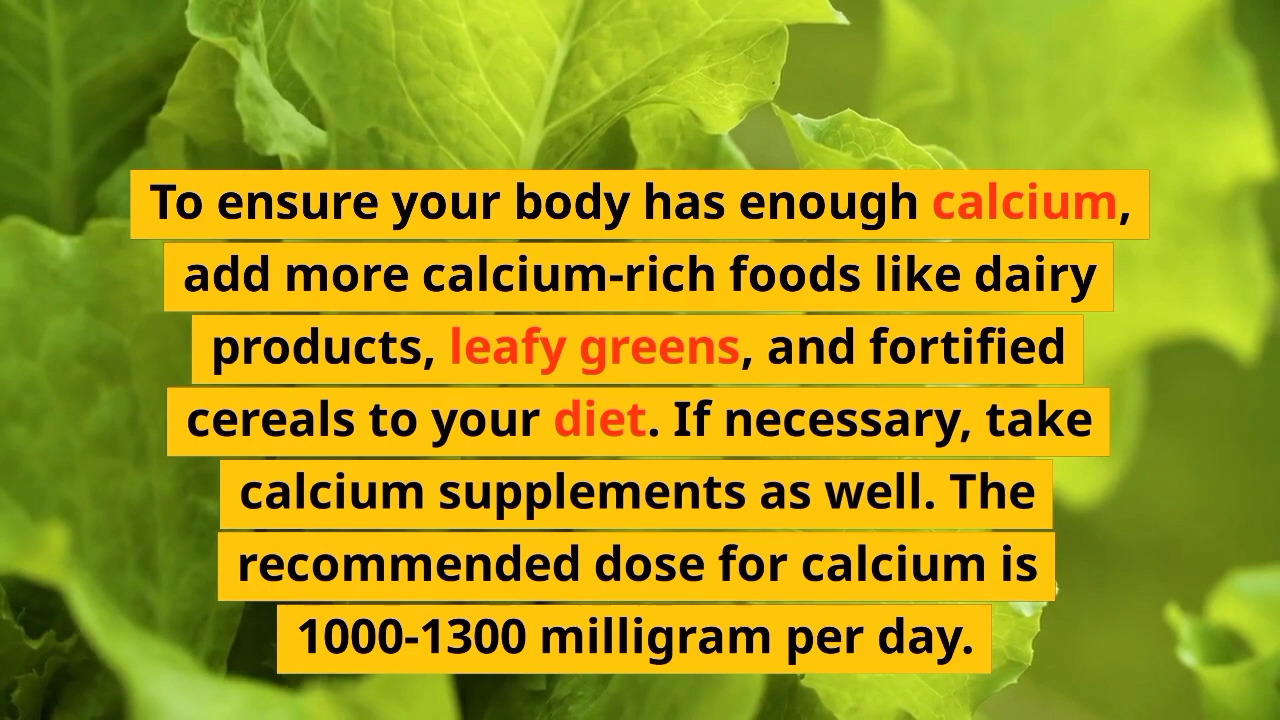 To ensure your body has enough calcium,
add more calcium-rich foods like dairy
products, leafy greens, and fortified
cereals to your diet. If necessary, take
calcium supplements as well. The
recommended dose for calcium is
1000-1300 milligram per day.